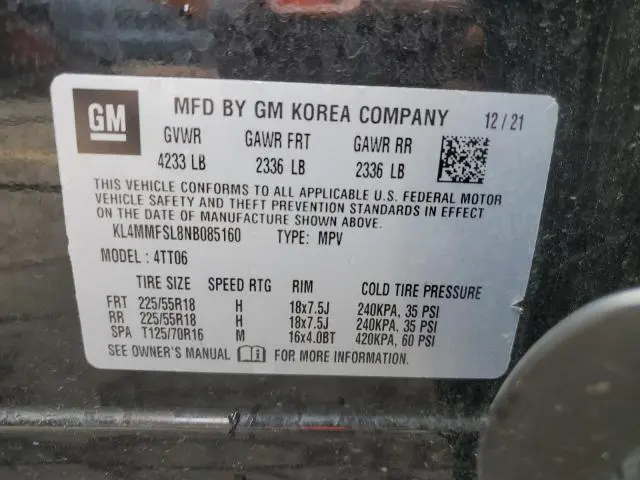 GM
MFD BY GM KOREA COMPANY 12/21
GVWR GAWR FRT GAWR RR
4233 LB 2336 LB 2336 LB
THIS VEHICLE CONFORMS TO ALL APPLICABLE U.S. FEDERAL MOTOR
VEHICLE SAFETY AND THEFT PREVENTION STANDARDS IN EFFECT
ON THE DATE OF MANUFACTURE SHOWN ABOVE.
KL4MMFSL8NB085160 TYPE: MPV
MODEL: 4TT06
TIRE SIZE SPEED RTG RIM COLD TIRE PRESSURE
FRT 225/55R18 H 18x7.5J 240KPA, 35 PSI
RR 225/55R18 H 18x7.5J 240KPA, 35 PSI
SPA T125/70R16 M 16x4.0BT 420KPA, 60 PSI
SEE OWNER'S MANUAL FOR MORE INFORMATION.